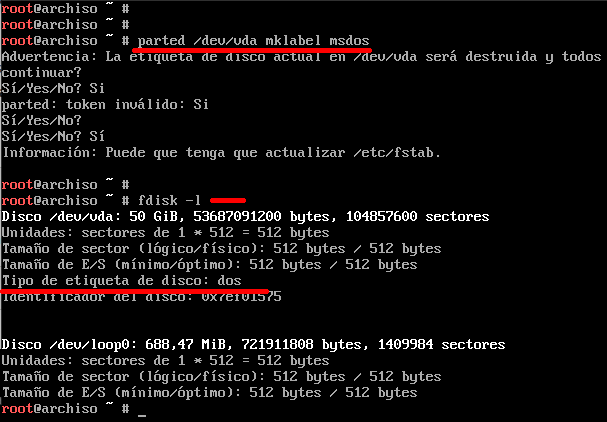 root@archiso ~ #
root@archiso ~ #
root@archiso ~ # parted /dev/vda mklabel msdos
Advertencia: La etiqueta de disco actual en /dev/vda será destruida y todos
continuar?
Sí/Yes/No? Si
parted: token inválido: Si
Sí/Yes/No?
Sí/Yes/No? Sí
Información: Puede que tenga que actualizar /etc/fstab.
root@archiso ~ #
root@archiso ~ # fdisk -l
Disco /dev/vda: 50 GiB, 53687091200 bytes, 104857600 sectores
Unidades: sectores de 1 * 512 = 512 bytes
Tamaño de sector (lógico/físico): 512 bytes / 512 bytes
Tamaño de E/S (mínimo/óptimo): 512 bytes / 512 bytes
Tipo de etiqueta de disco: dos
Identificador del disco: 0x7ef01575
Disco /dev/loop0: 688,47 MiB, 721911808 bytes, 1409984 sectores
Unidades: sectores de 1 * 512 = 512 bytes
Tamaño de sector (lógico/físico): 512 bytes / 512 bytes
Tamaño de E/S (mínimo/óptimo): 512 bytes / 512 bytes
root@archiso ~ # _